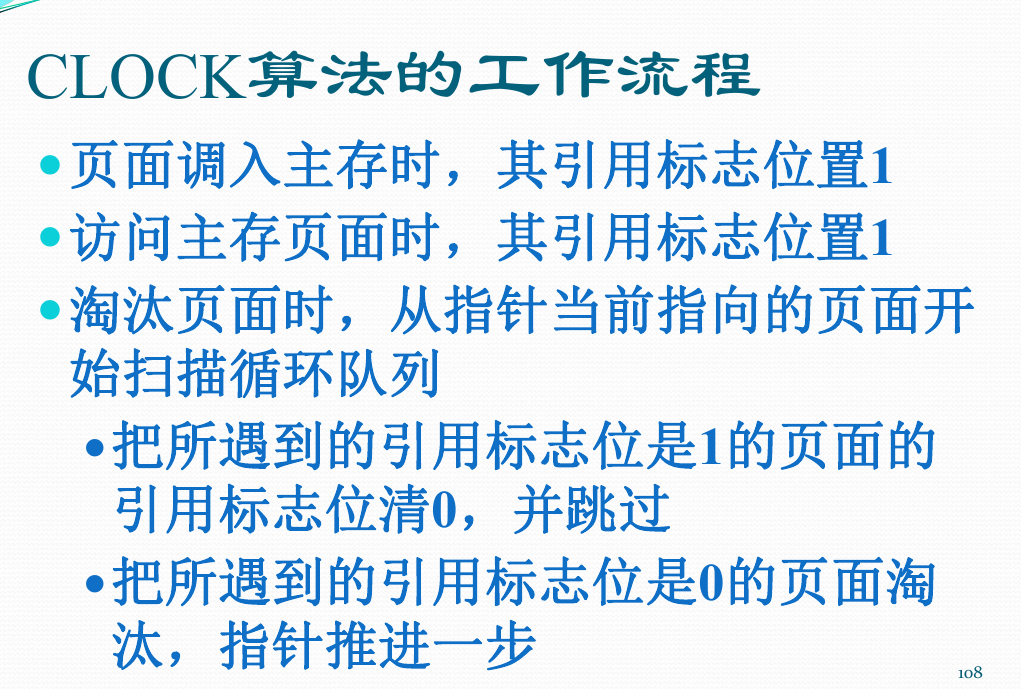 CLOCK算法的工作流程
•页面调入主存时，其引用标志位置1
•访问主存页面时，其引用标志位置1
•淘汰页面时，从指针当前指向的页面开
始扫描循环队列
•把所遇到的引用标志位是1的页面的
引用标志位清0，并跳过
•把所遇到的引用标志位是0的页面淘
汰，指针推进一步
108